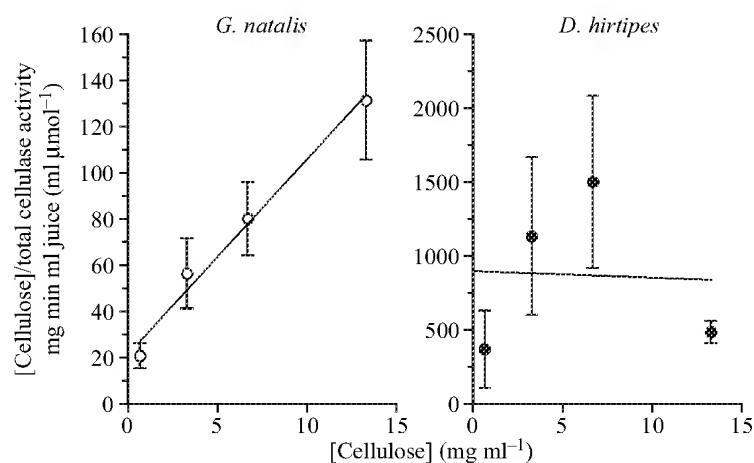 G. natalis
D. hirtipes
[Cellulose]/total cellulase activity
mg min ml juice (ml μmol⁻¹)
160
140
120
100
80
60
40
20
0
0 5 10 15
2500
2000
1500
1000
500
0
0 5 10 15
[Cellulose] (mg ml⁻¹)